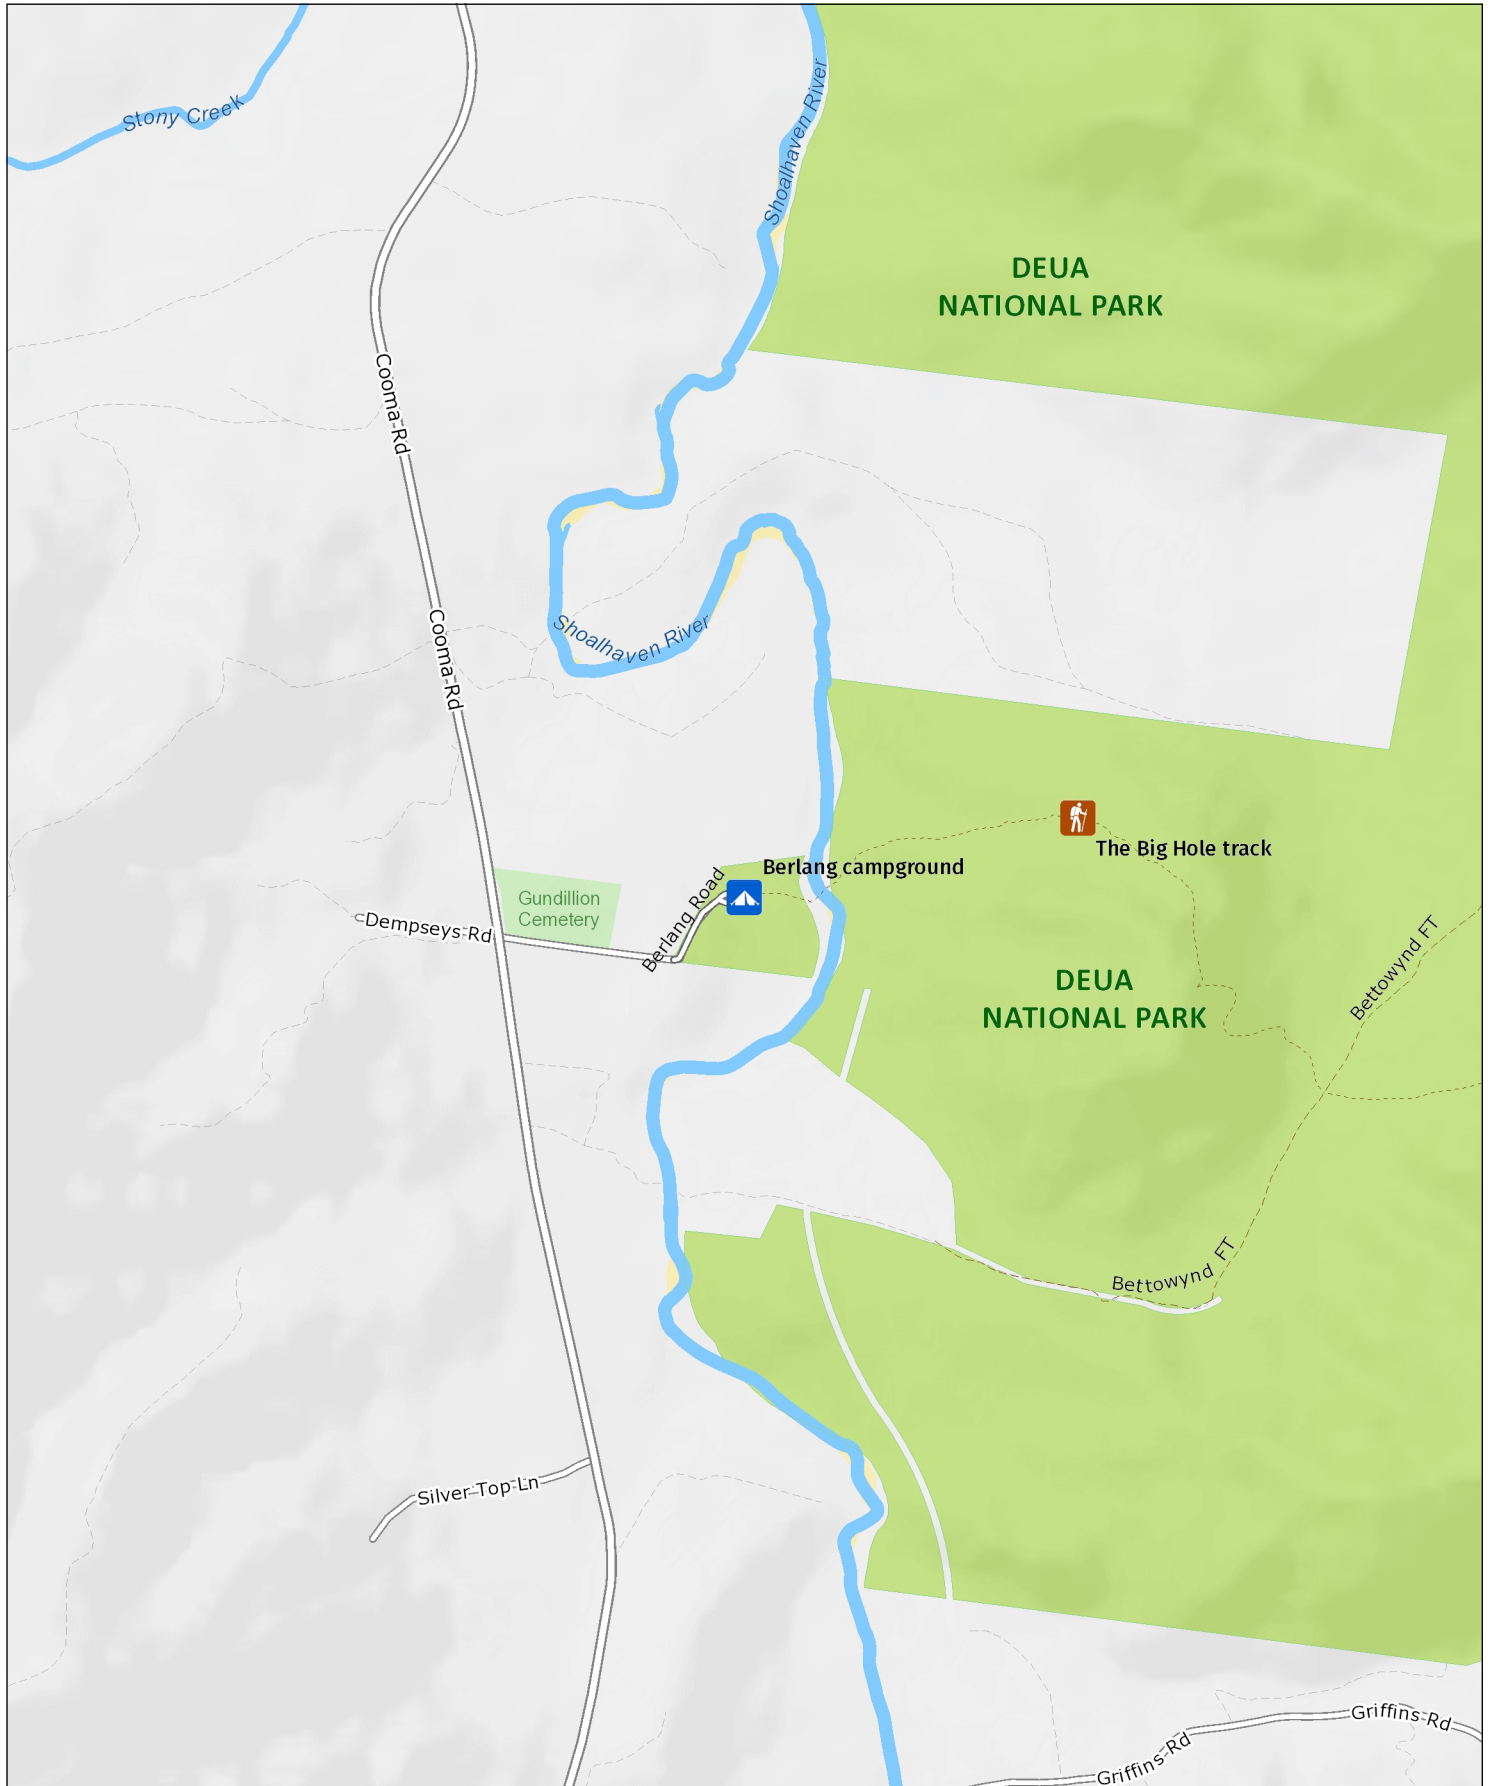 Stony Creek
Shoalhaven River
DEUA
NATIONAL PARK
Cooma Rd
Shoalhaven River
Cooma Rd
The Big Hole track
Berlang campground
Berlang Road
Gundillion
Cemetery
Dempseys Rd
Bettowynd FT
DEUA
NATIONAL PARK
Bettowynd FT
Silver Top Ln
Griffins Rd
Griffins Rd